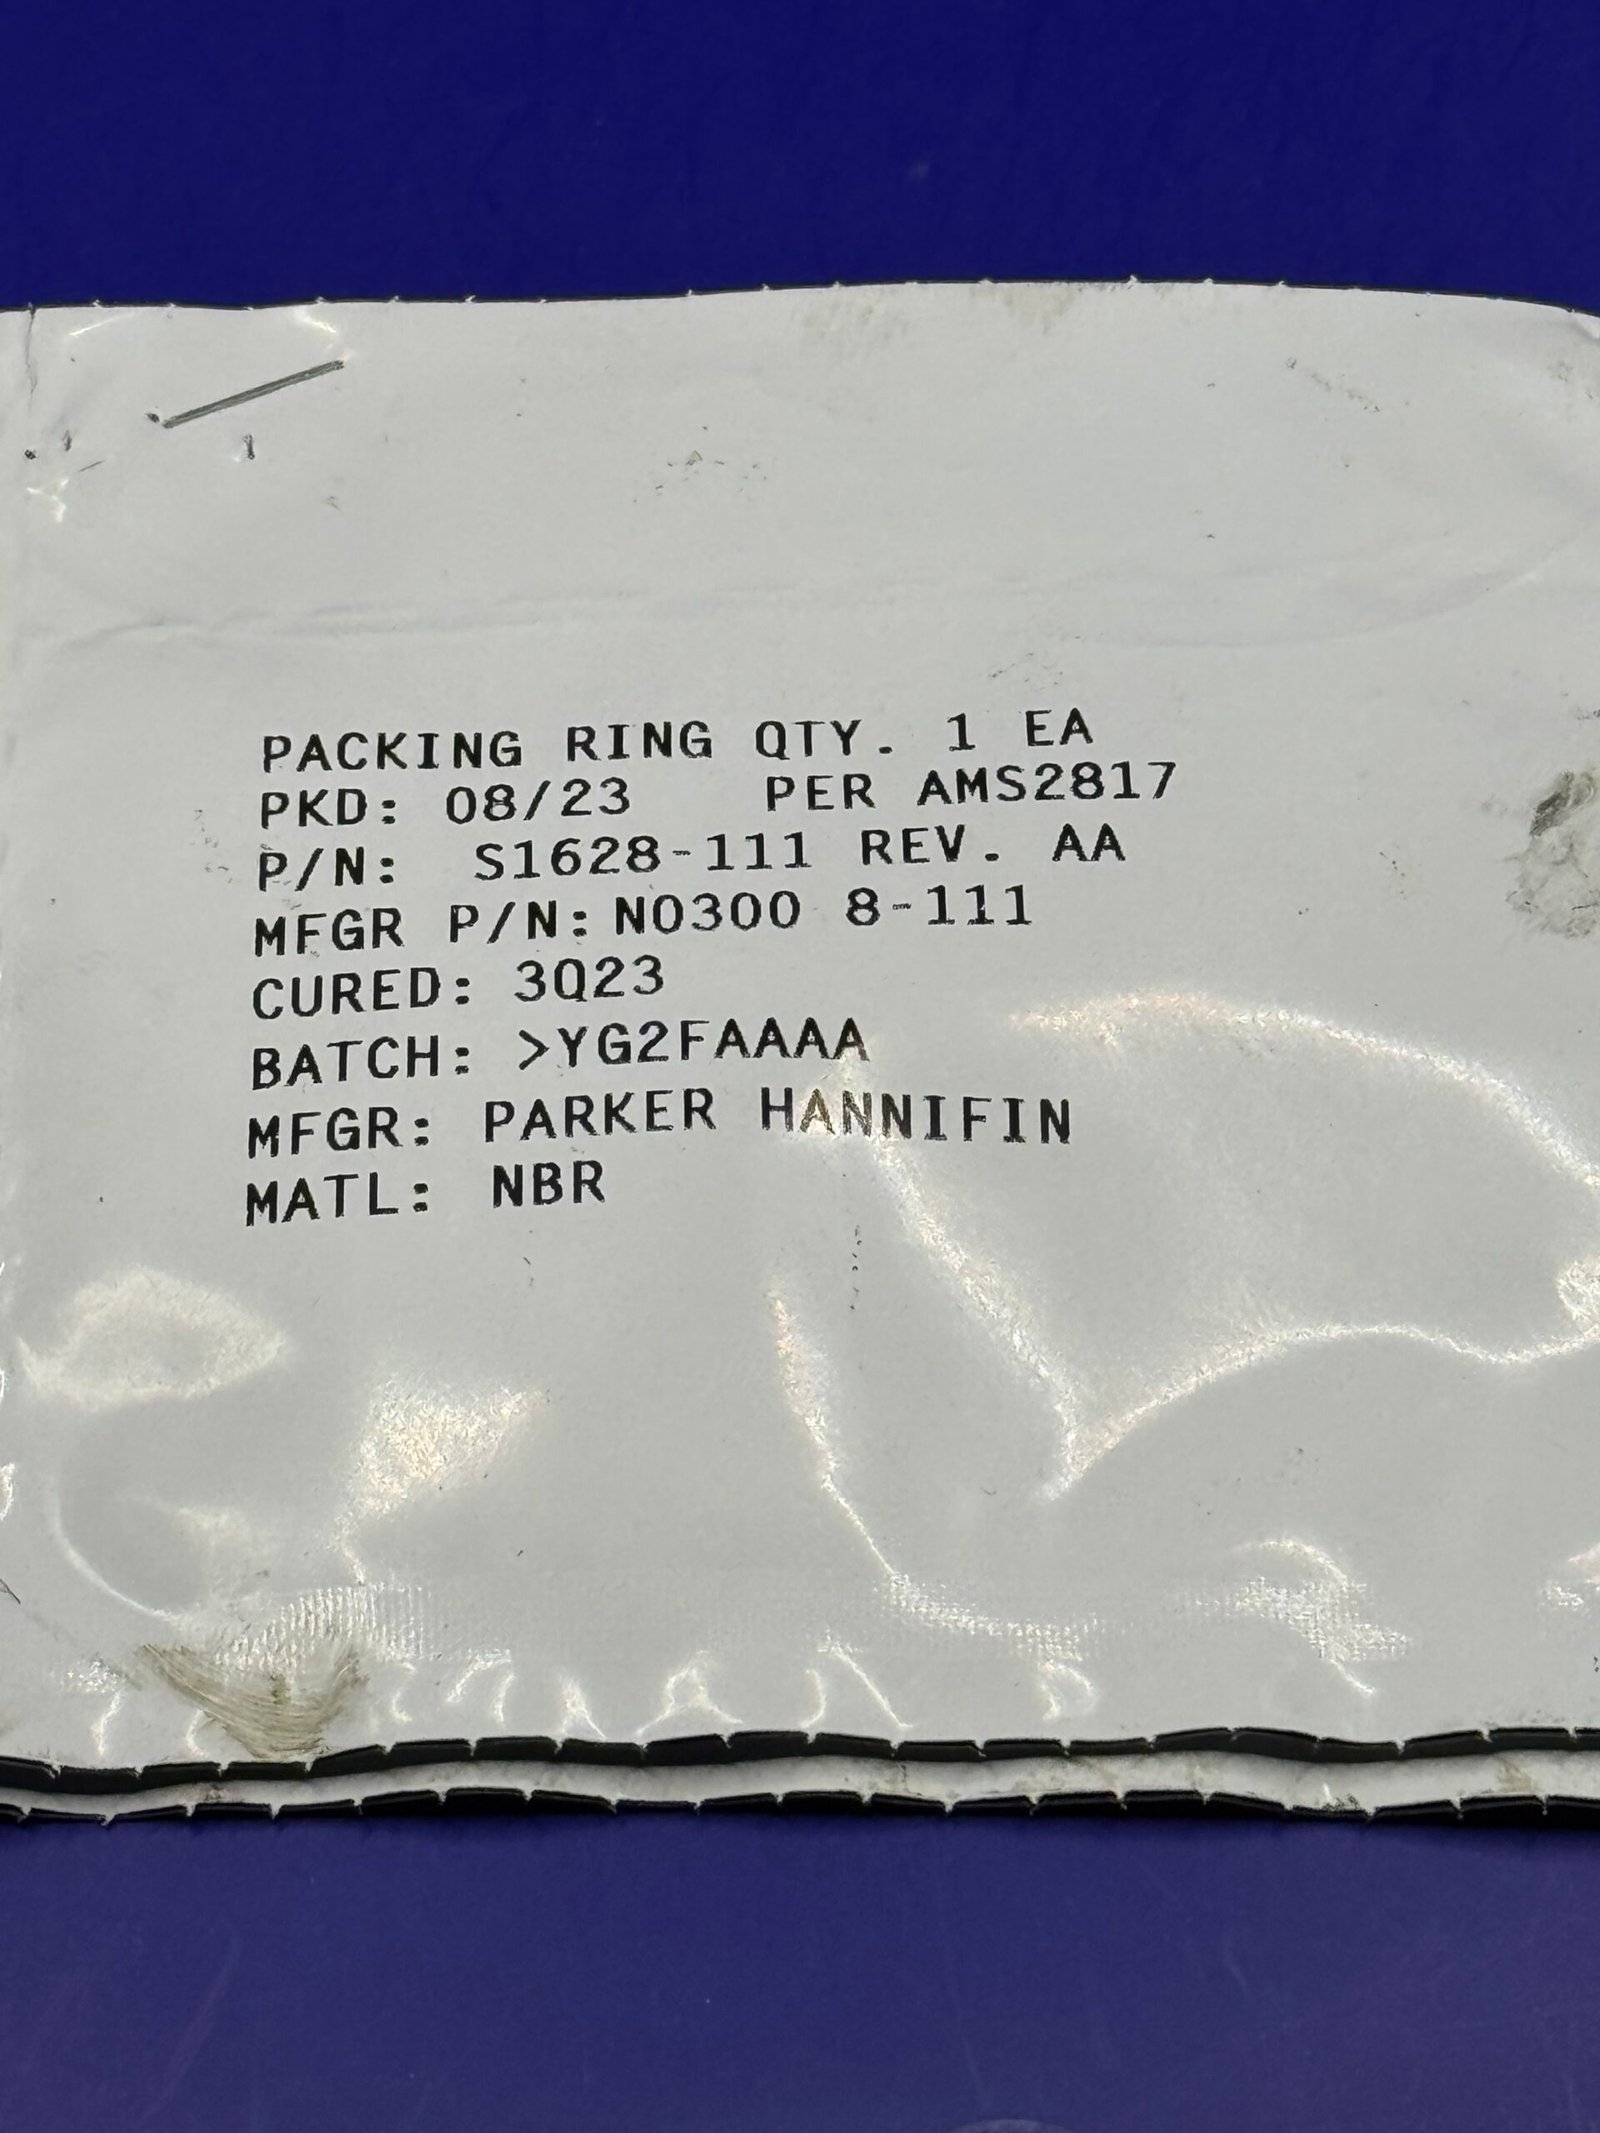 PACKING RING QTY. 1 EA
PKD: 08/23 PER AMS2817
P/N: S1628-111 REV. AA
MFGR P/N: N0300 8-111
CURED: 3Q23
BATCH: >YG2FAAAA
MFGR: PARKER HANNIFIN
MATL: NBR